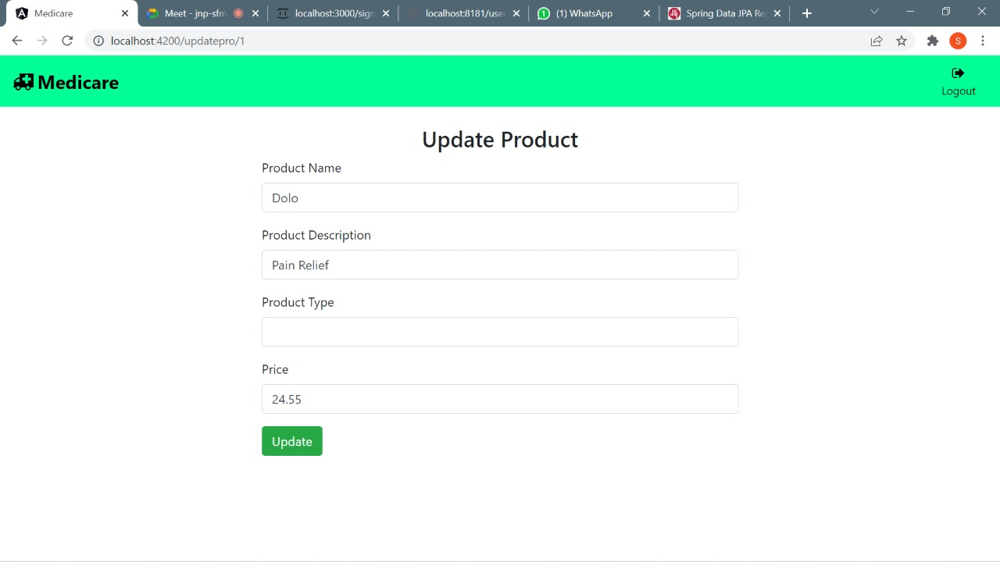 Medicare
Meet - jnp-sfm
localhost:3000/sign
localhost:8181/user
(1) WhatsApp
Spring Data JPA Re
localhost:4200/updatepro/1
S
Medicare
Logout
Update Product
Product Name
Dolo
Product Description
Pain Relief
Product Type
Price
24.55
Update